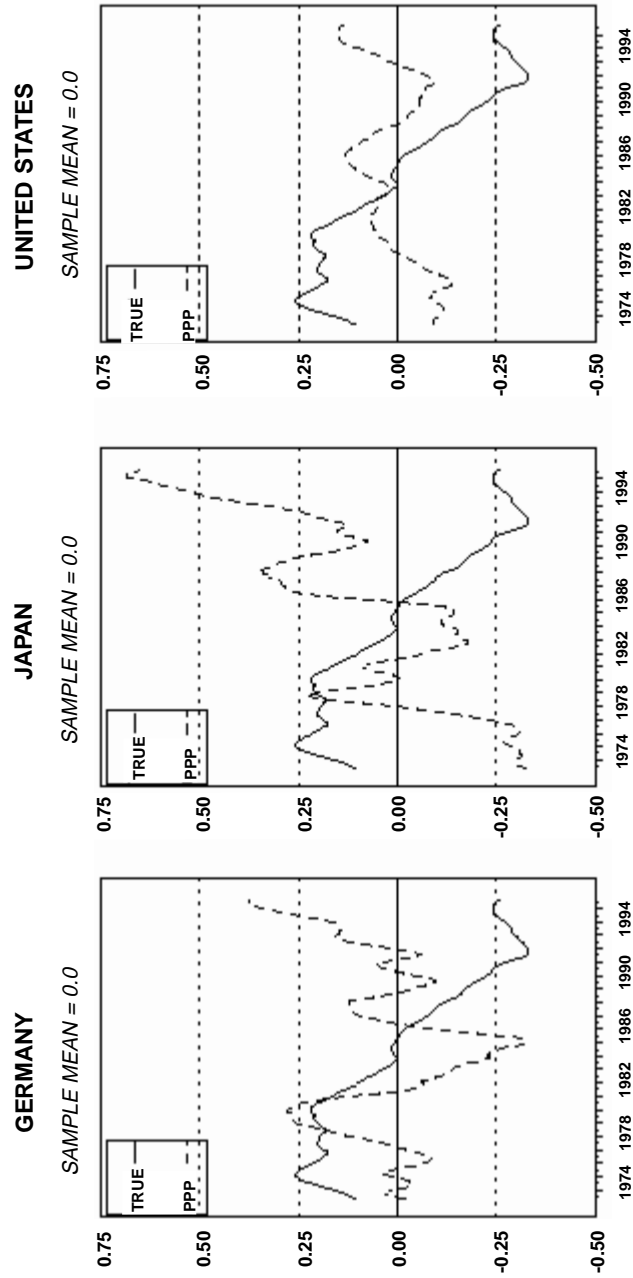 GERMANY
SAMPLE MEAN = 0.0
TRUE
PPP
0.75
0.50
0.25
0.00
-0.25
-0.50
1974 1978 1982 1986 1990 1994
JAPAN
SAMPLE MEAN = 0.0
TRUE
PPP
0.75
0.50
0.25
0.00
-0.25
-0.50
1974 1978 1982 1986 1990 1994
UNITED STATES
SAMPLE MEAN = 0.0
TRUE
PPP
0.75
0.50
0.25
0.00
-0.25
-0.50
1974 1978 1982 1986 1990 1994